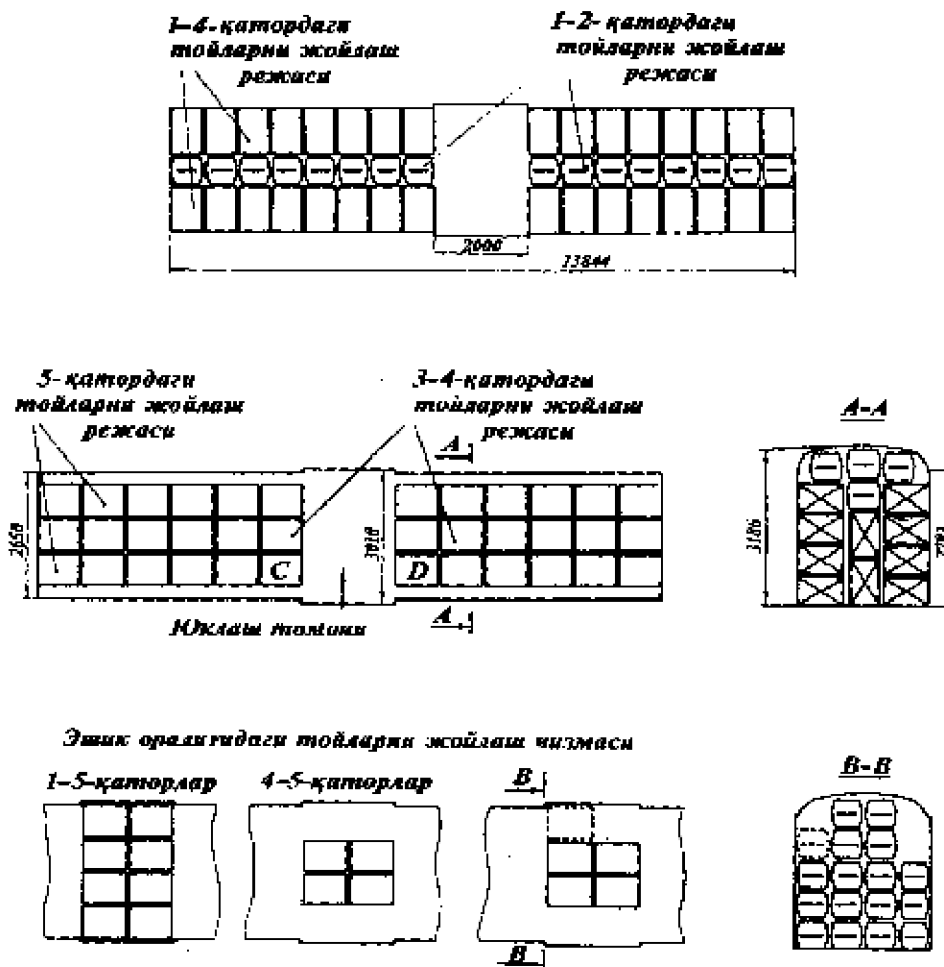 1–4-қатордаги
тойларни жойлаш
режаси
1–2-қатордаги
тойларни жойлаш
режаси
2000
13844
5-қатордаги
тойларни жойлаш
режаси
3–4-қатордаги
тойларни жойлаш
режаси
A
A-A
2650
3010
C
D
3186
A
Юклаш томони
Эшик оралиғидаги тойларни жойлаш чизмаси
1–5-қаторлар
4–5-қаторлар
B
B-B
B